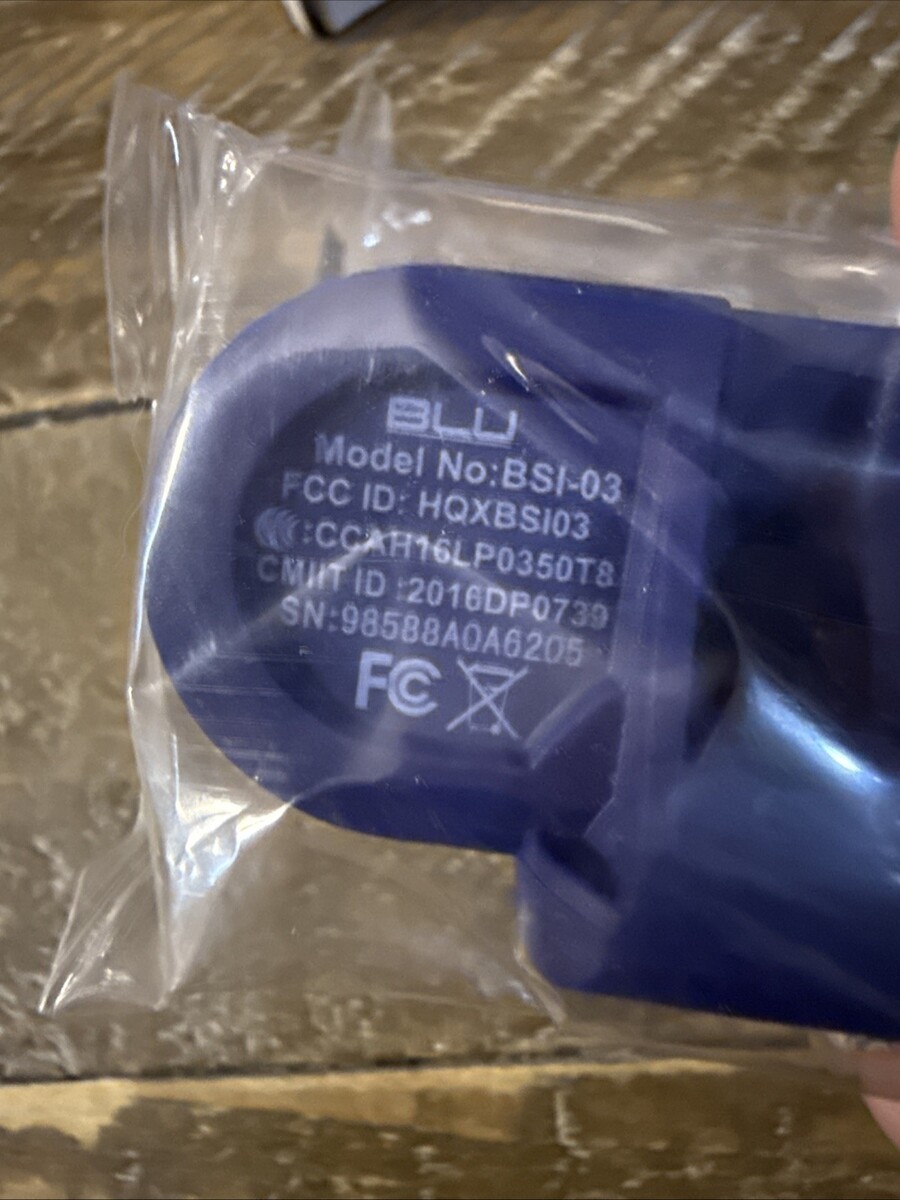 BLU
Model No:BSI-03
FCC ID: HQXBSI03
:CCAH16LP0350T8
CMIIT ID :2016DP0739
SN:98588A0A6205
FC